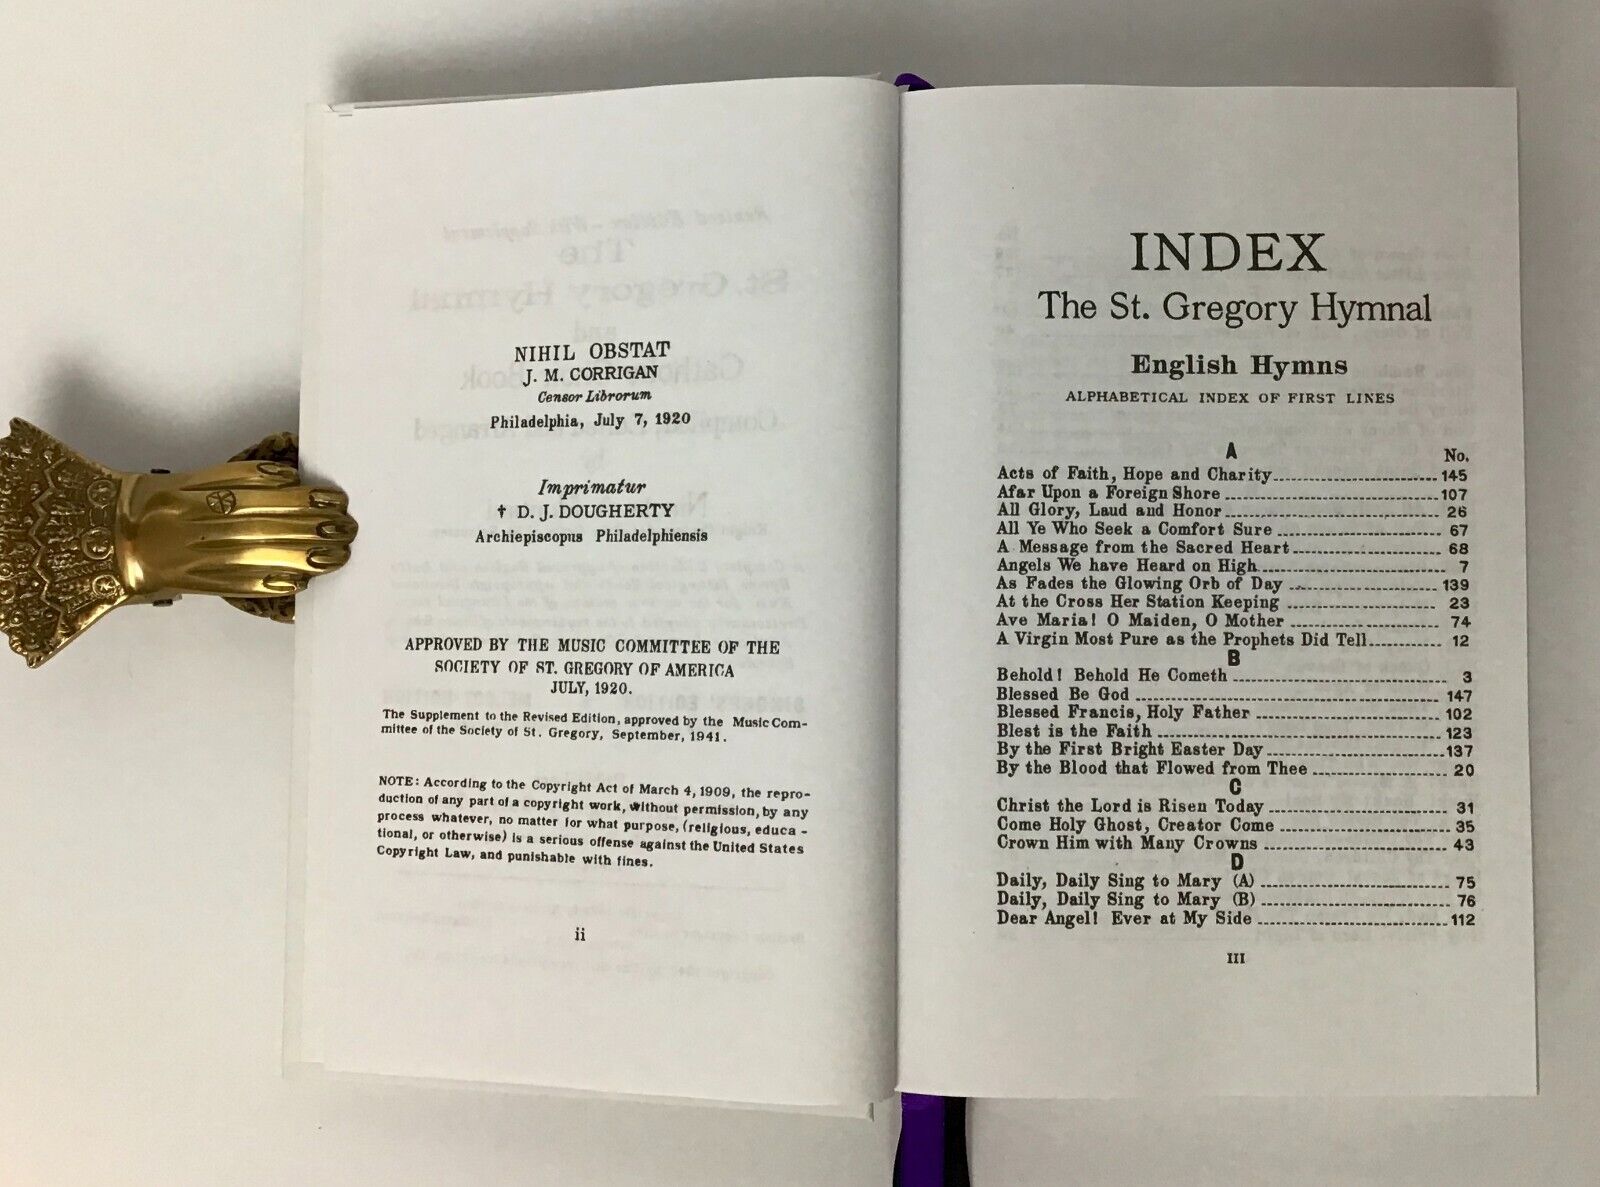 NIHIL OBSTAT
J. M. CORRIGAN
Censor Librorum
Philadelphia, July 7, 1920
Imprimatur
† D. J. DOUGHERTY
Archiepiscopus Philadelphiensis
APPROVED BY THE MUSIC COMMITTEE OF THE
SOCIETY OF ST. GREGORY OF AMERICA
JULY, 1920.
The Supplement to the Revised Edition, approved by the Music Com-
mittee of the Society of St. Gregory, September, 1941.
NOTE: According to the Copyright Act of March 4, 1909, the repro-
duction of any part of a copyright work, without permission, by any
process whatever, no matter for what purpose, (religious, educa-
tional, or otherwise) is a serious offense against the United States
Copyright Law, and punishable with fines.
ii
INDEX
The St. Gregory Hymnal
English Hymns
ALPHABETICAL INDEX OF FIRST LINES
A
No.
Acts of Faith, Hope and Charity 145
Afar Upon a Foreign Shore 107
All Glory, Laud and Honor 26
All Ye Who Seek a Comfort Sure 67
A Message from the Sacred Heart 68
Angels We have Heard on High 7
As Fades the Glowing Orb of Day 139
At the Cross Her Station Keeping 23
Ave Maria! O Maiden, O Mother 74
A Virgin Most Pure as the Prophets Did Tell 12
B
Behold! Behold He Cometh 3
Blessed Be God 147
Blessed Francis, Holy Father 102
Blest is the Faith 123
By the First Bright Easter Day 137
By the Blood that Flowed from Thee 20
C
Christ the Lord is Risen Today 31
Come Holy Ghost, Creator Come 35
Crown Him with Many Crowns 43
D
Daily, Daily Sing to Mary (A) 75
Daily, Daily Sing to Mary (B) 76
Dear Angel! Ever at My Side 112
III